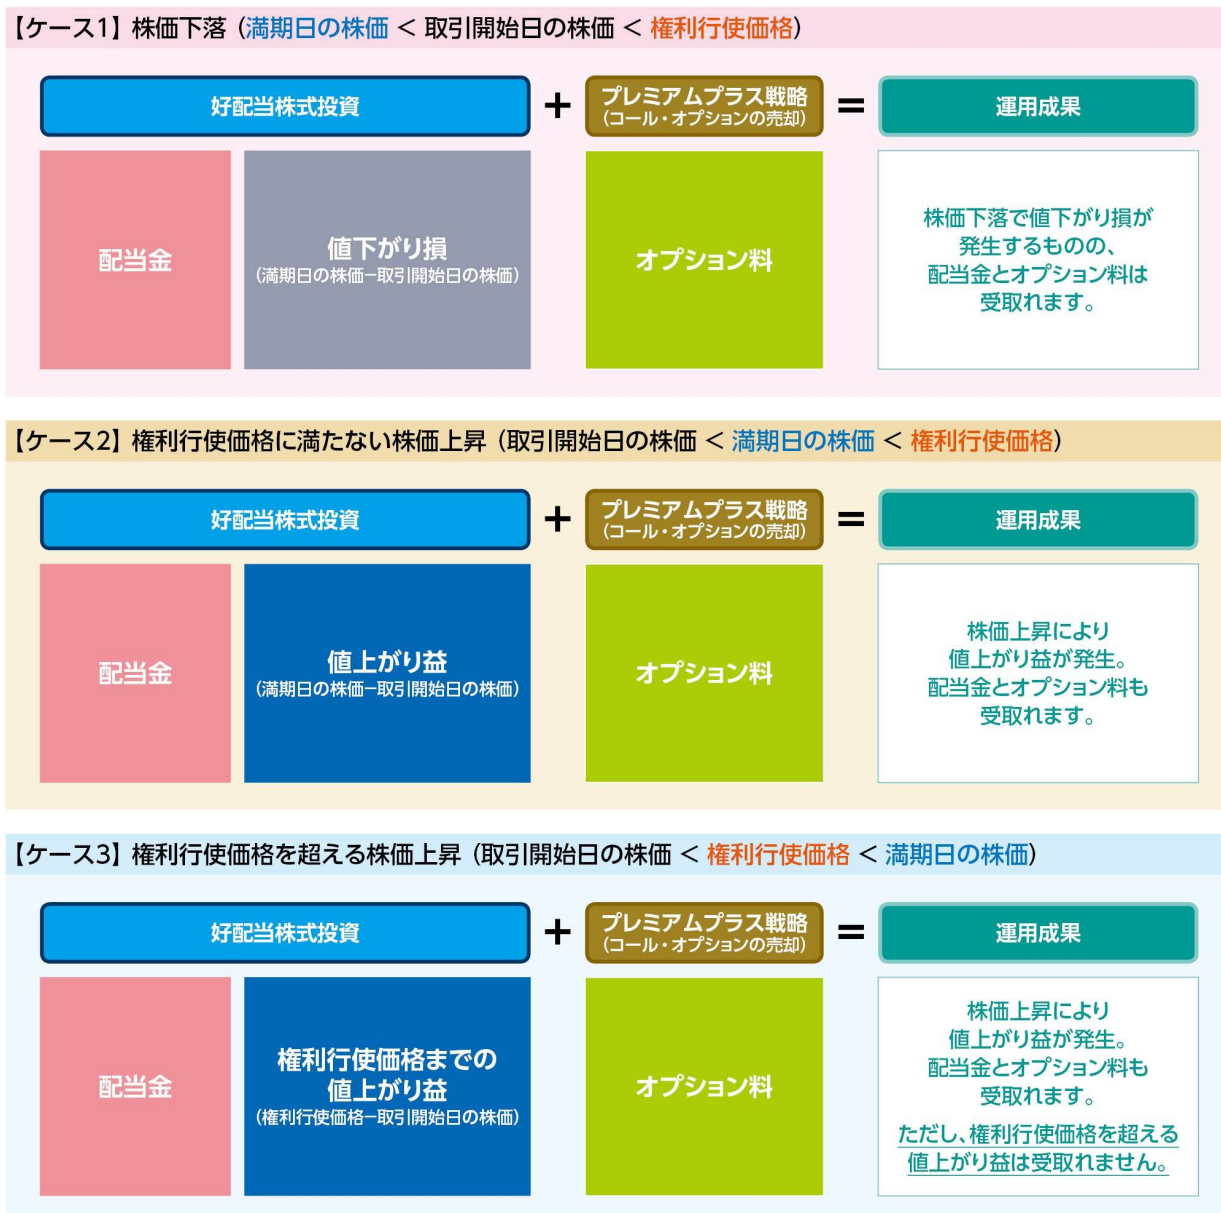 【ケース1】株価下落（満期日の株価 < 取引開始日の株価 < 権利行使価格）
好配当株式投資
+
プレミアムプラス戦略
（コール・オプションの売却）
=
運用成果
配当金
値下がり損
（満期日の株価－取引開始日の株価）
オプション料
株価下落で値下がり損が
発生するものの、
配当金とオプション料は
受取れます。
【ケース2】権利行使価格に満たない株価上昇（取引開始日の株価 < 満期日の株価 < 権利行使価格）
好配当株式投資
+
プレミアムプラス戦略
（コール・オプションの売却）
=
運用成果
配当金
値上がり益
（満期日の株価－取引開始日の株価）
オプション料
株価上昇により
値上がり益が発生。
配当金とオプション料も
受取れます。
【ケース3】権利行使価格を超える株価上昇（取引開始日の株価 < 権利行使価格 < 満期日の株価）
好配当株式投資
+
プレミアムプラス戦略
（コール・オプションの売却）
=
運用成果
配当金
権利行使価格までの
値上がり益
（権利行使価格－取引開始日の株価）
オプション料
株価上昇により
値上がり益が発生。
配当金とオプション料も
受取れます。
ただし、権利行使価格を超える
値上がり益は受取れません。